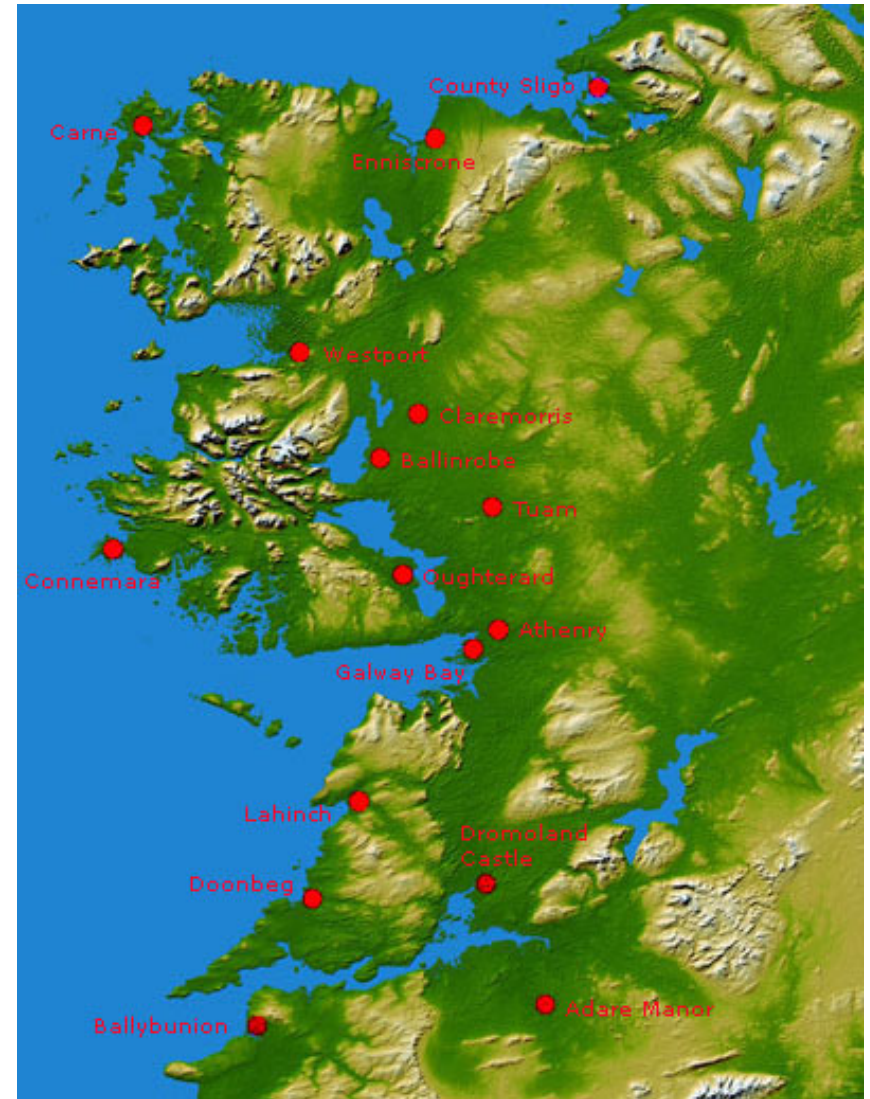 County Sligo
Carne
Enniscrone
Westport
Claremorris
Ballinrobe
Tuam
Connemara
Oughterard
Athenry
Galway Bay
Lahinch
Dromoland
Castle
Doonbeg
Adare Manor
Ballybunion